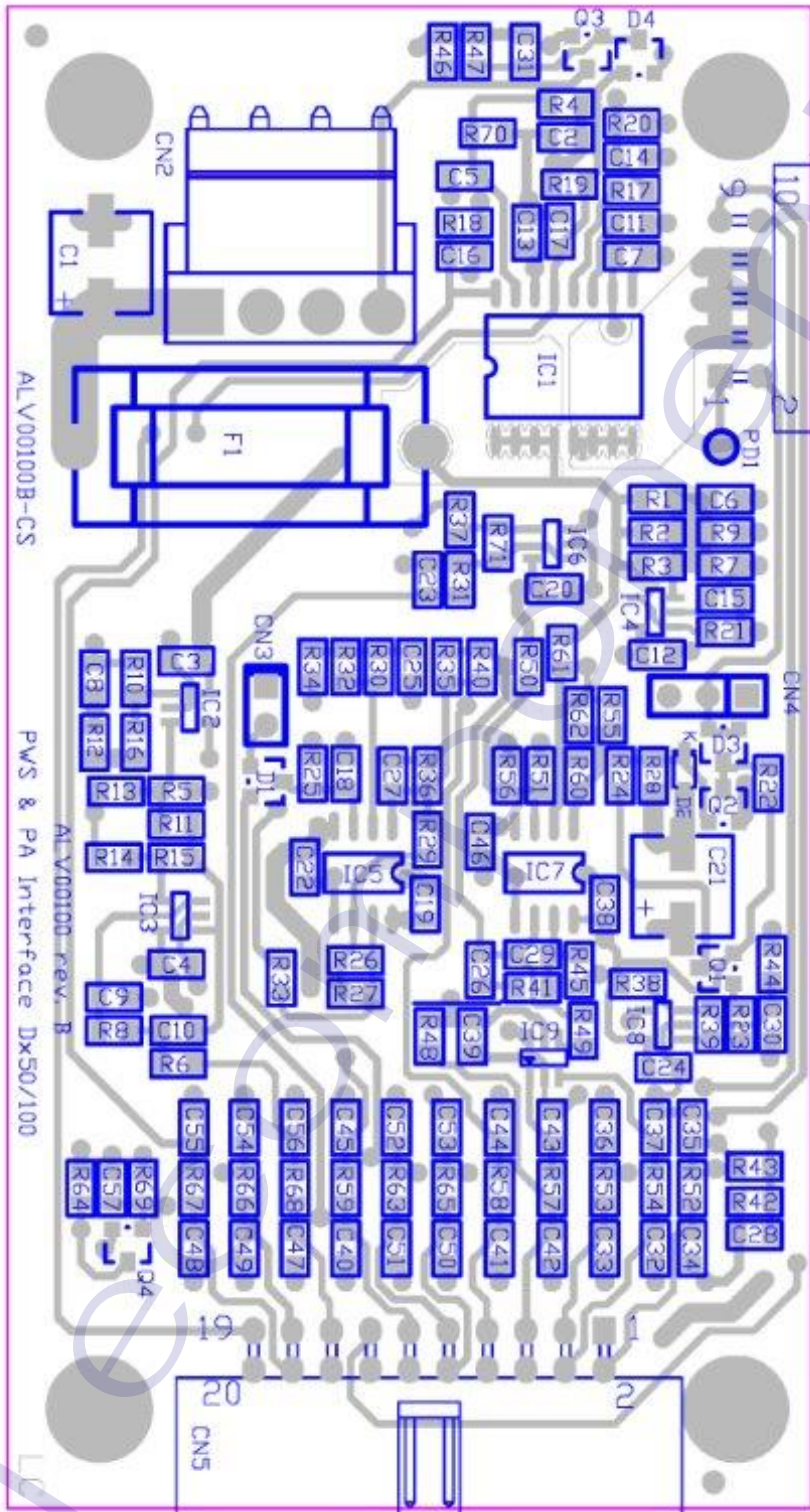 Q3 D4
R46 R47 C31
R4
C2
R70
R20
C14
R19
R17
C5
R18
C16
C13 C17
C11
C7
CN2
C1
+
10
9
2
1
IC1
PD1
F1
ALV00100B-CS
R1 C6
R2 R9
R3 R7
C15
IC4
R21
C12
R37
R71
IC6
C23 R31
C20
CN3
CN4
R34 R32 R30 C25 R35 R40 R50 R61
R62 R55
C8 R10
C3
IC2
R12 R16
D1
R25 C18 C27 R36
R56 R51 R60 R24 R28
K
D2
D3
Q2
R22
R13 R5
R11
R14 R15
IC3
C4
C9
R8 C10
R6
ALV00100 rev. B
PWS & PA Interface Dx50/100
C22
IC5
R29
C19
C46
IC7
C38
C21
+
R33
R26
R27
C26
C29
R41
R45
R38
Q1
R44
R48 C39
IC9
R49
IC8
C24
R39 R23 C30
C55 C54 C56 C45 C52 C53 C44 C43 C36 C37 C35
R67 R66 R68 R59 R63 R65 R58 R57 R53 R54 R52
C48 C49 C47 C40 C51 C50 C41 C42 C33 C32 C34
R43
R42
C28
R64 C57 R69
Q4
19
1
20
2
CN5